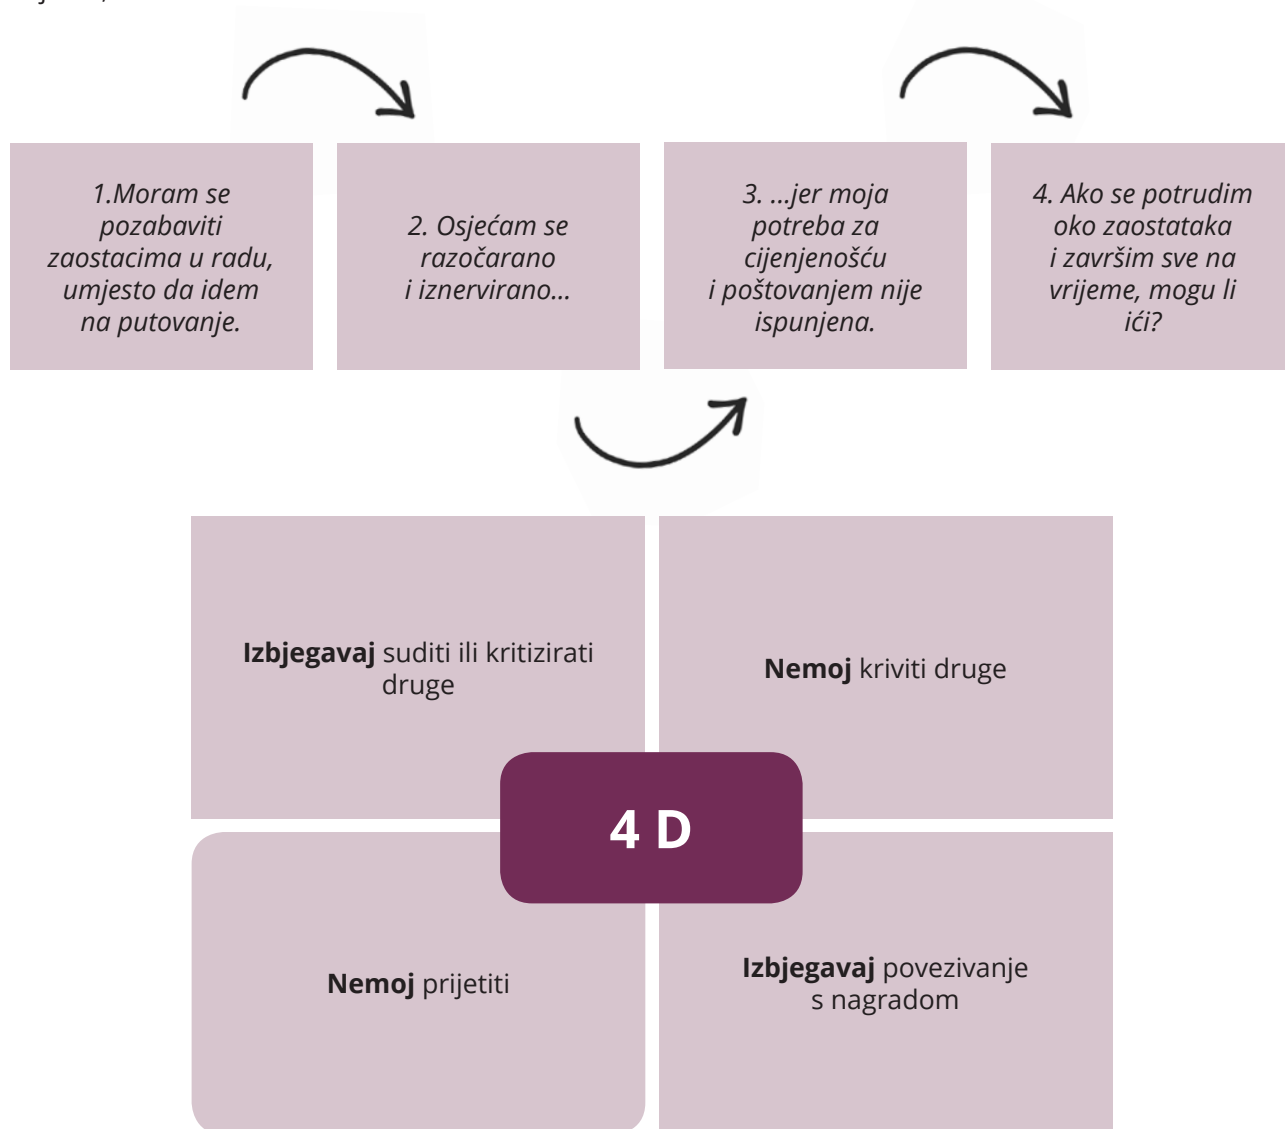 1.Moram se
pozabaviti
zaostacima u radu,
umjesto da idem
na putovanje.
2. Osjećam se
razočarano
i iznervirano...
3. ...jer moja
potreba za
cijenjenošću
i poštovanjem nije
ispunjena.
4. Ako se potrudim
oko zaostataka
i završim sve na
vrijeme, mogu li
ići?
Izbjegavaj suditi ili kritizirati
druge
Nemoj kriviti druge
4 D
Nemoj prijetiti
Izbjegavaj povezivanje
s nagradom